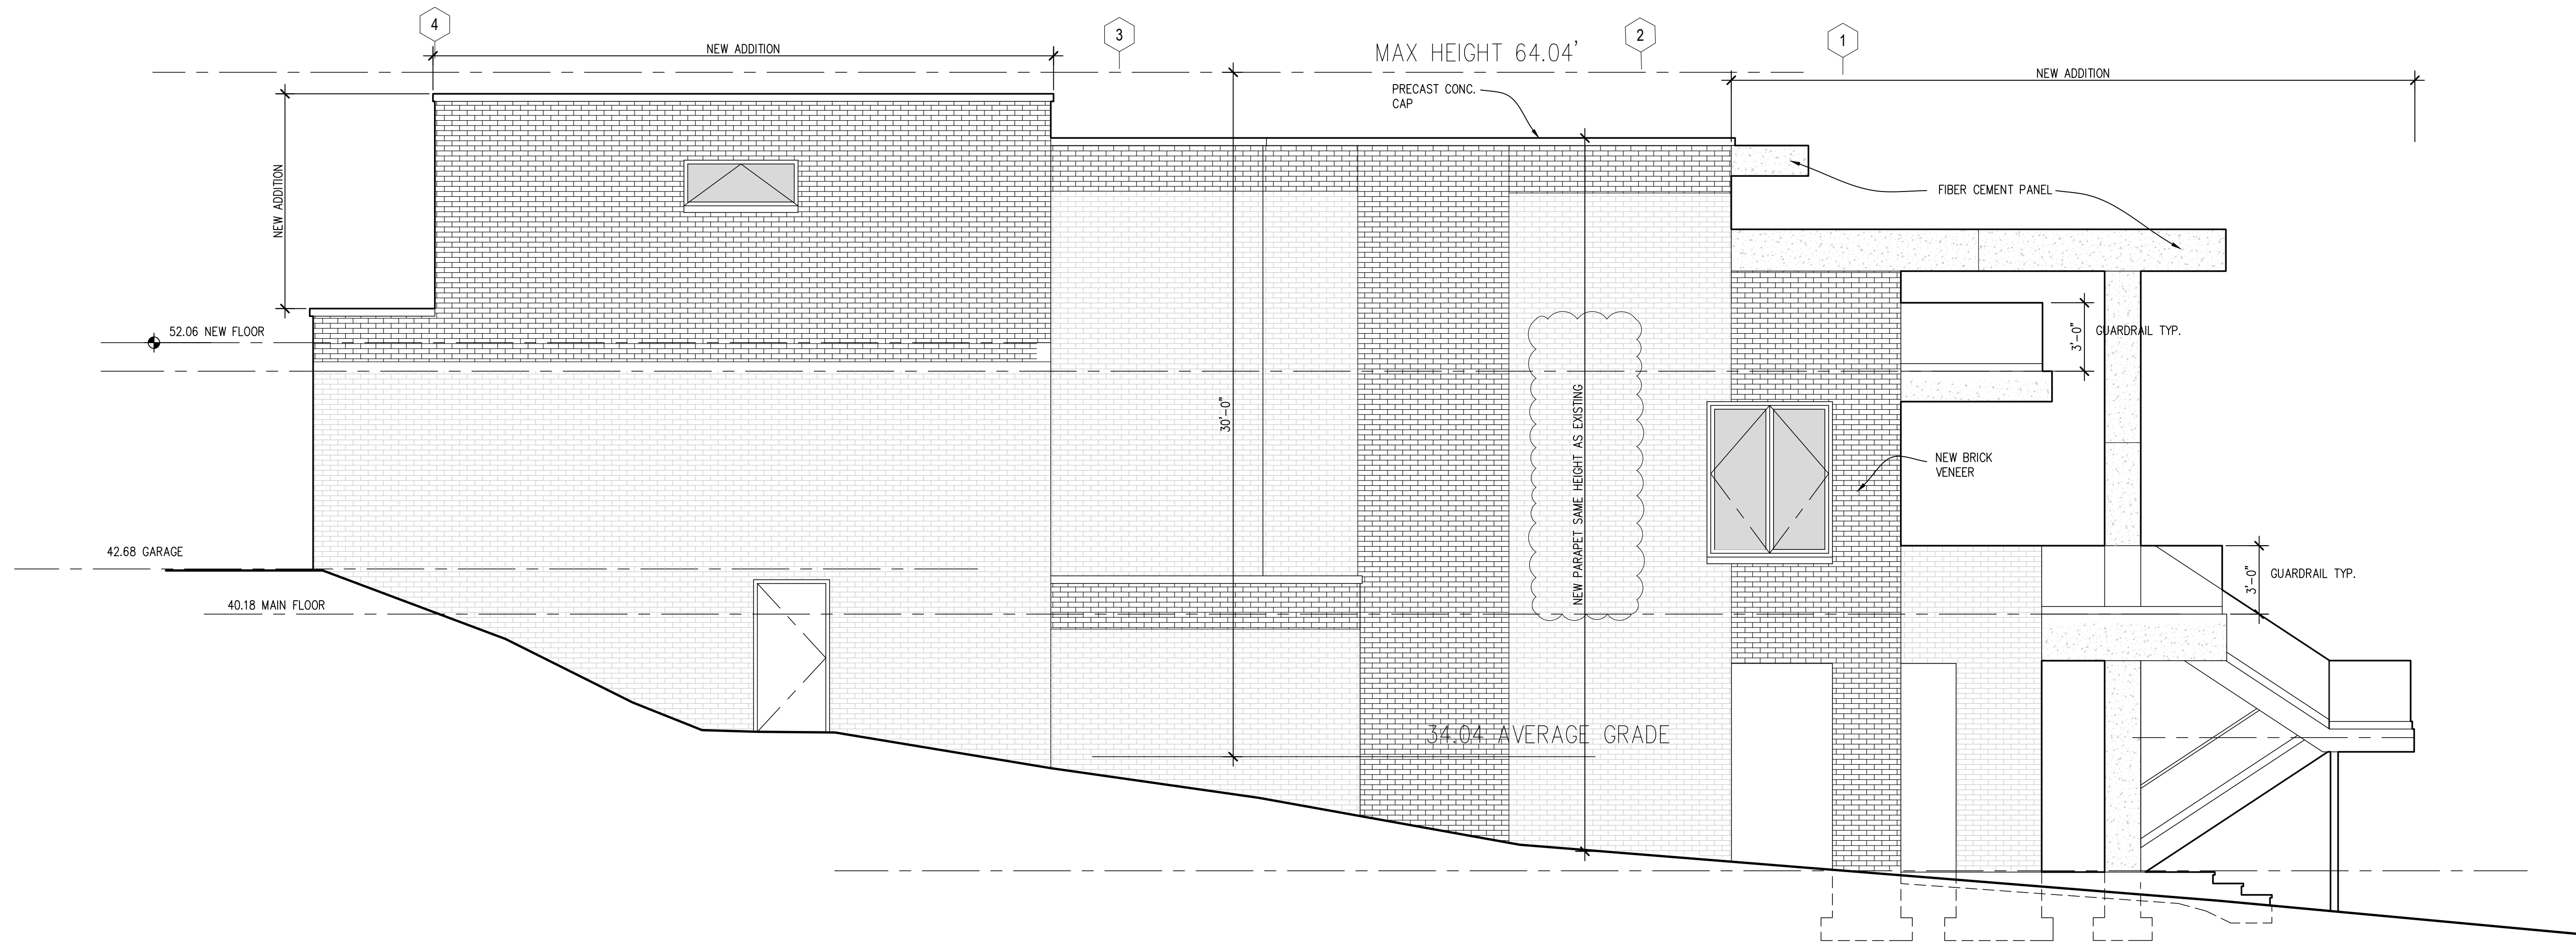 4
3
2
1
NEW ADDITION
MAX HEIGHT 64.04'
NEW ADDITION
PRECAST CONC.
CAP
NEW ADDITION
FIBER CEMENT PANEL
52.06 NEW FLOOR
3'-0"
GUARDRAIL TYP.
30'-0"
NEW PARAPET SAME HEIGHT AS EXISTING
NEW BRICK
VENEER
42.68 GARAGE
3'-0"
GUARDRAIL TYP.
40.18 MAIN FLOOR
34.04 AVERAGE GRADE